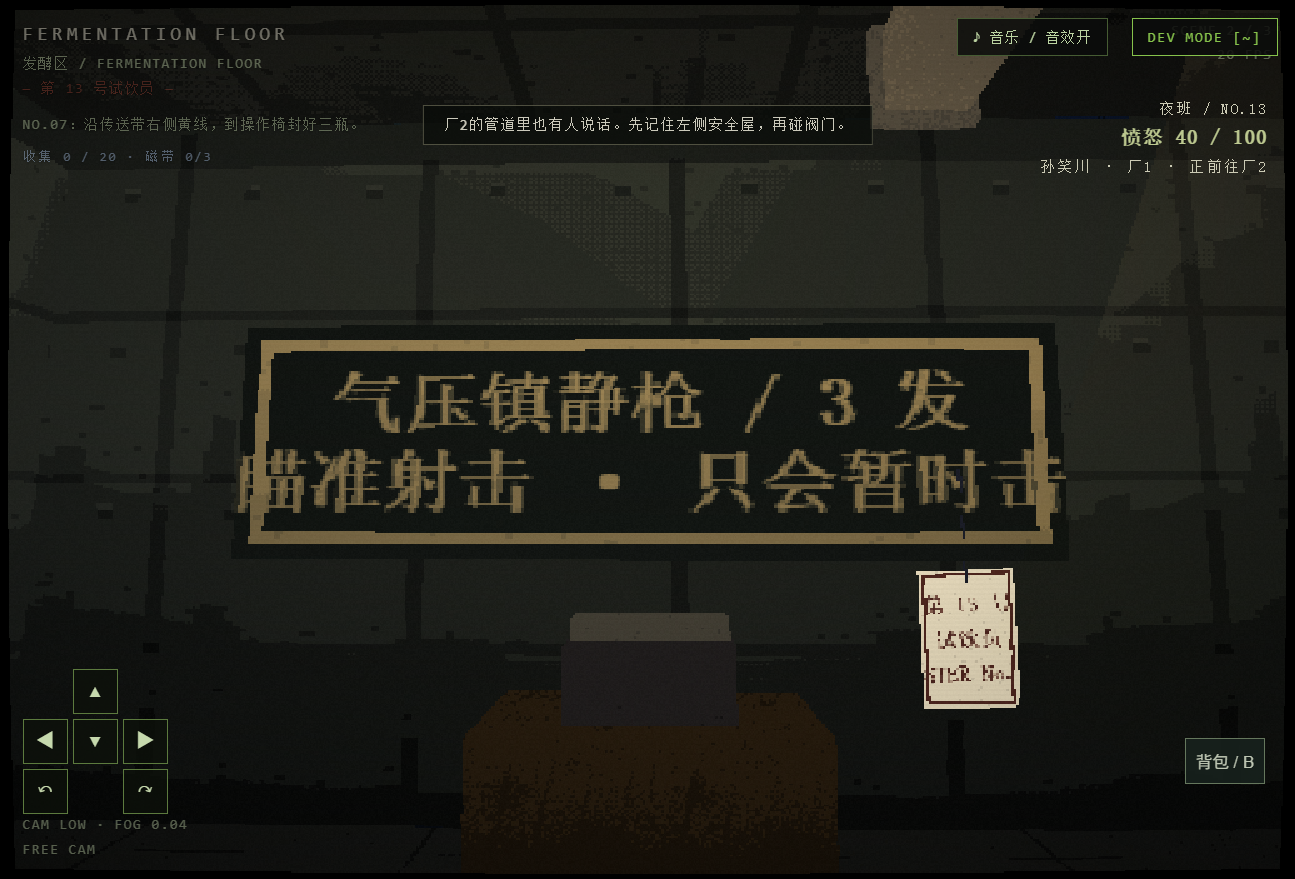 FERMENTATION FLOOR
发酵区 / FERMENTATION FLOOR
— 第 13 号试饮员 —
NO.07: 沿传送带右侧黄线，到操作椅封好三瓶。
收集 0 / 20 · 磁带 0/3
厂2的管道里也有人说话。先记住左侧安全屋，再碰阀门。
♪ 音乐 / 音效开
DEV MODE [~]
夜班 / NO.13
愤怒 40 / 100
孙笑川 · 厂1 · 正前往厂2
气压镇静枪 / 3 发
瞄准射击 · 只会暂时击
背包 / B
CAM LOW · FOG 0.04
FREE CAM